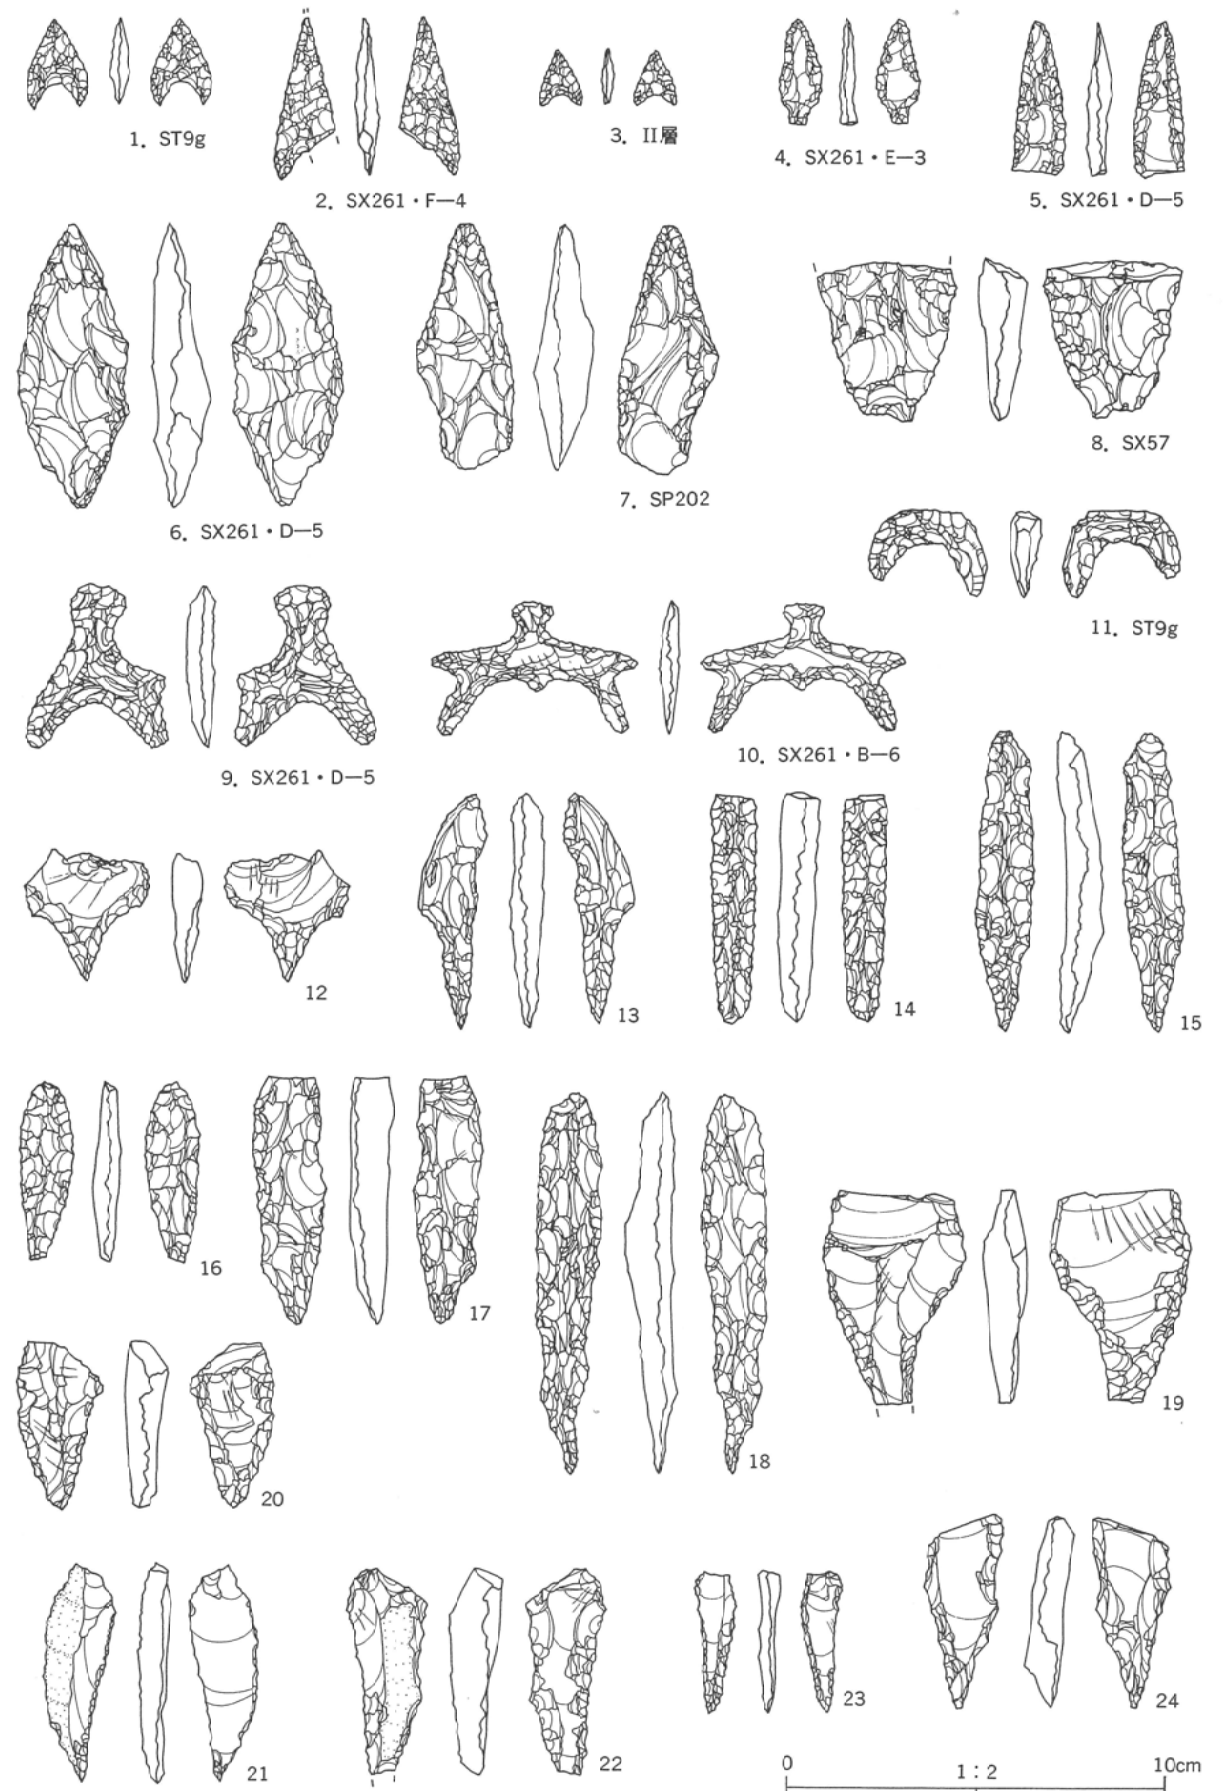 1. ST9g
2. SX261・F—4
3. II層
4. SX261・E—3
5. SX261・D—5
6. SX261・D—5
7. SP202
8. SX57
11. ST9g
9. SX261・D—5
10. SX261・B—6
12
13
14
15
16
17
18
19
20
21
22
23
24
0 1：2 10cm